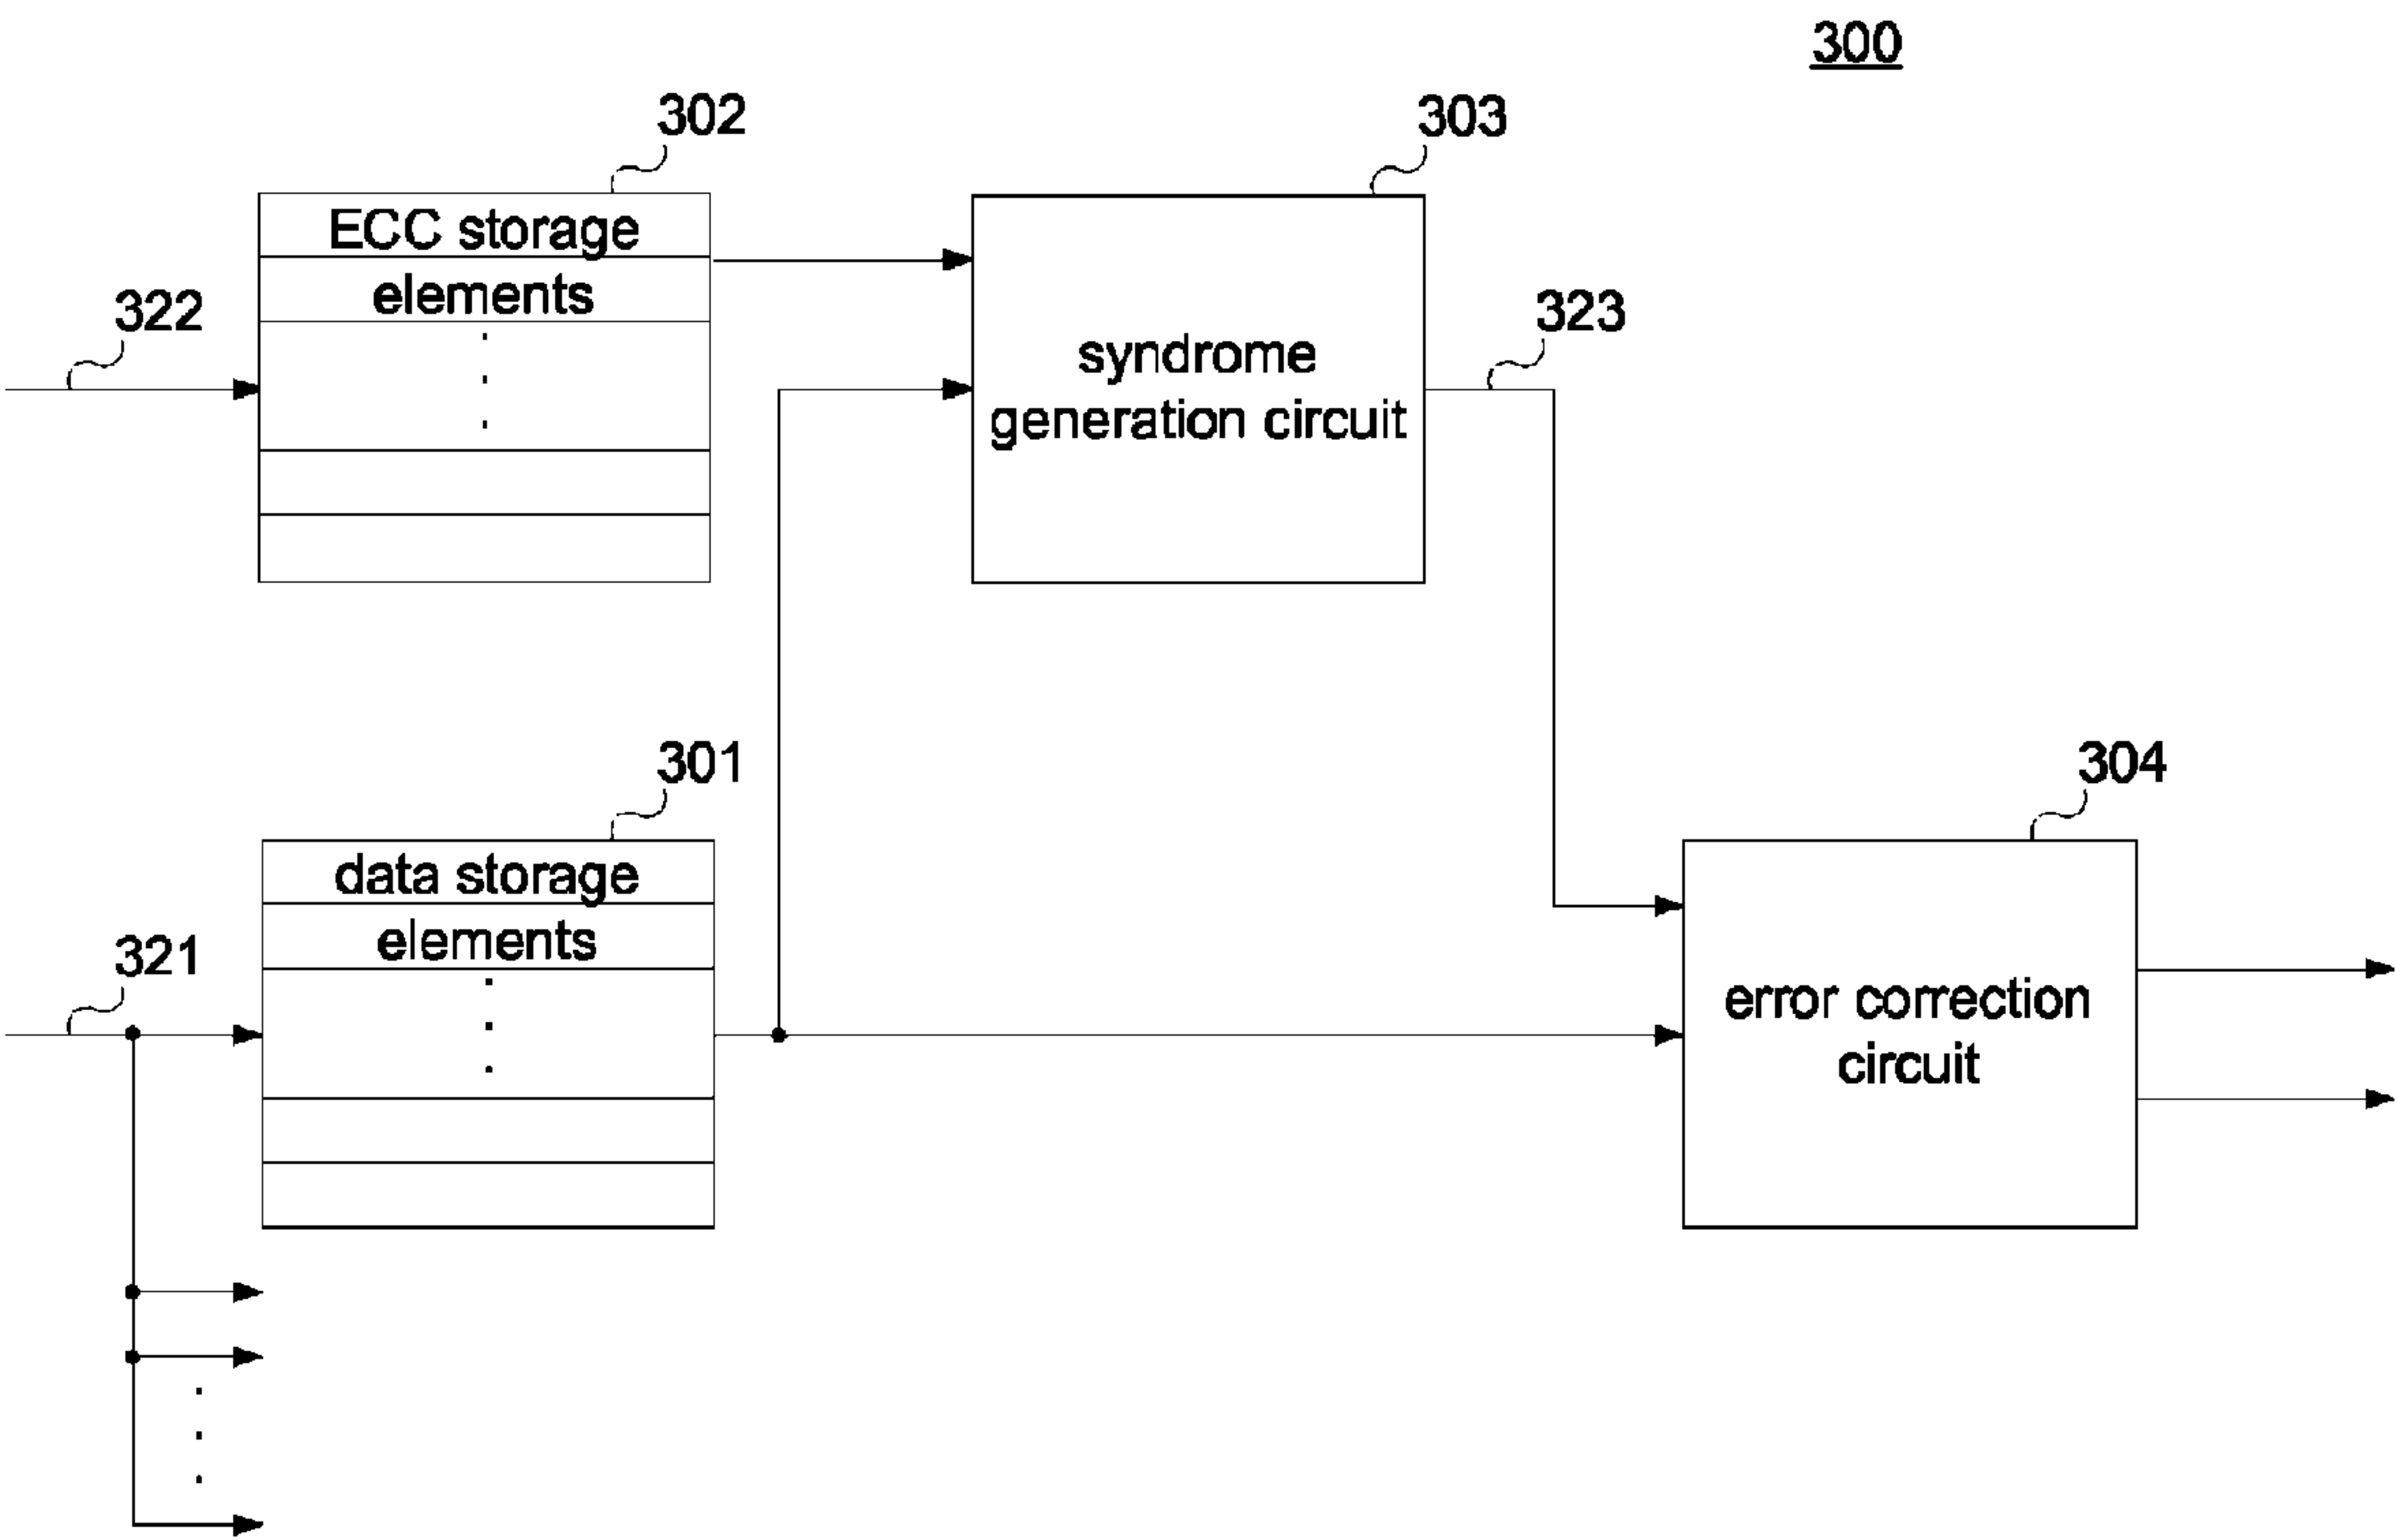 300
302
303
ECC storage
elements
322
323
syndrome
generation circuit
301
304
data storage
elements
321
error correction
circuit